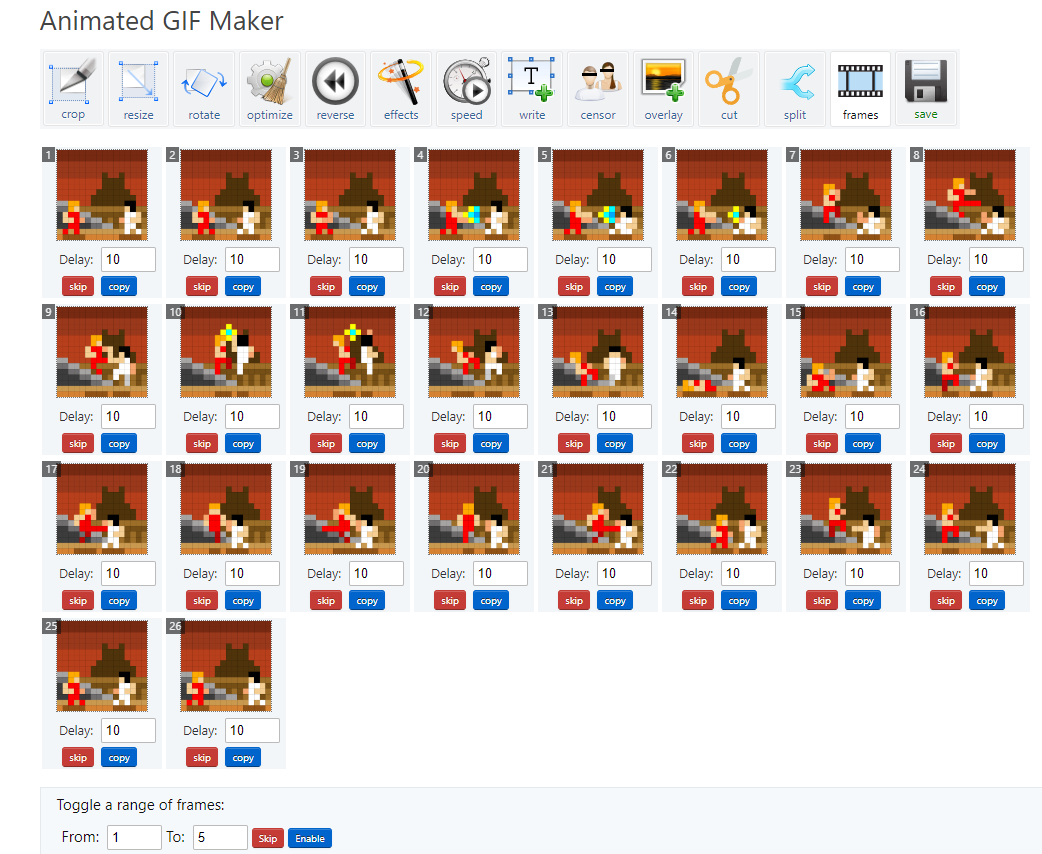 Animated GIF Maker
crop resize rotate optimize reverse effects speed write censor overlay cut split frames save
T
1 2 3 4 5 6 7 8
Delay: 10 Delay: 10 Delay: 10 Delay: 10 Delay: 10 Delay: 10 Delay: 10 Delay: 10
skip copy skip copy skip copy skip copy skip copy skip copy skip copy skip copy
9 10 11 12 13 14 15 16
Delay: 10 Delay: 10 Delay: 10 Delay: 10 Delay: 10 Delay: 10 Delay: 10 Delay: 10
skip copy skip copy skip copy skip copy skip copy skip copy skip copy skip copy
17 18 19 20 21 22 23 24
Delay: 10 Delay: 10 Delay: 10 Delay: 10 Delay: 10 Delay: 10 Delay: 10 Delay: 10
skip copy skip copy skip copy skip copy skip copy skip copy skip copy skip copy
25 26
Delay: 10 Delay: 10
skip copy skip copy
Toggle a range of frames:
From: 1 To: 5 Skip Enable